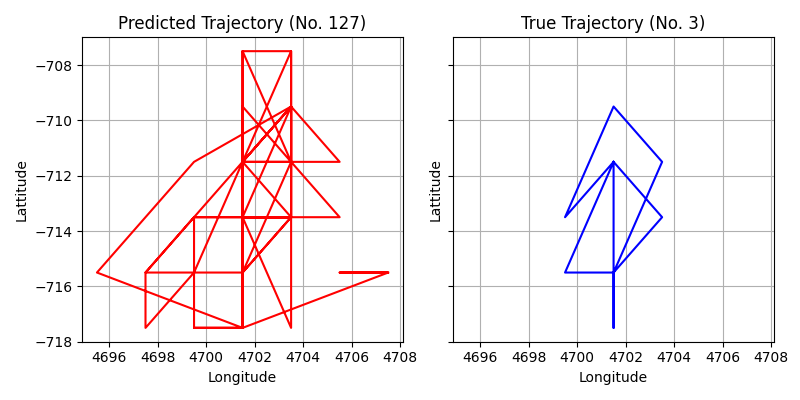 Predicted Trajectory (No. 127)
True Trajectory (No. 3)
−708
−710
−712
−714
−716
−718
Lattitude
Lattitude
4696 4698 4700 4702 4704 4706 4708
4696 4698 4700 4702 4704 4706 4708
Longitude
Longitude